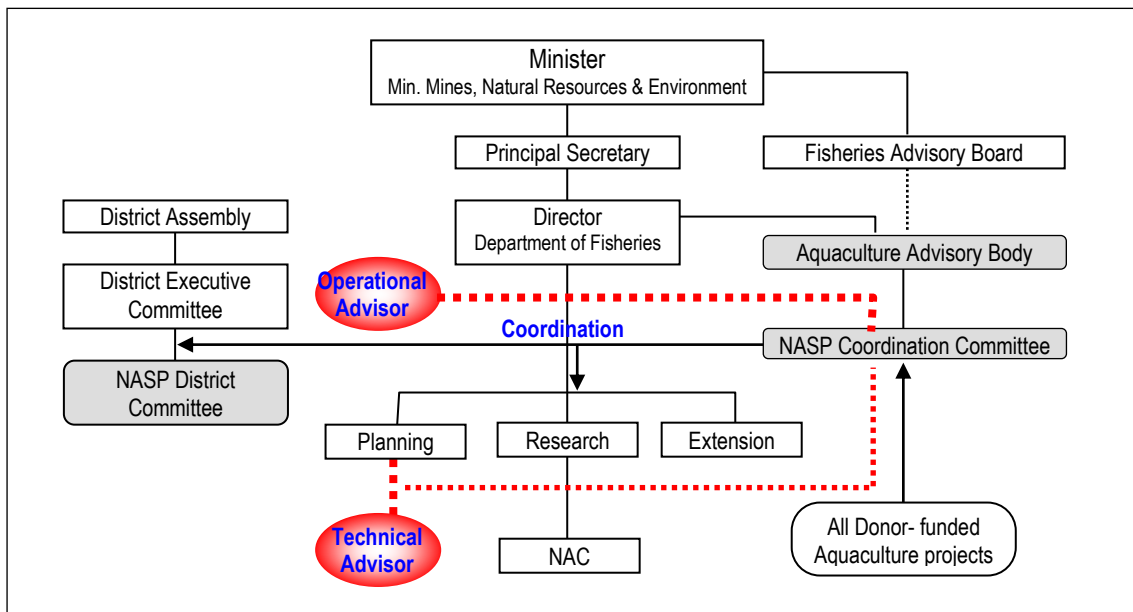 Minister
Min. Mines, Natural Resources & Environment
Principal Secretary
Fisheries Advisory Board
District Assembly
Director
Department of Fisheries
Aquaculture Advisory Body
District Executive
Committee
Operational
Advisor
Coordination
NASP Coordination Committee
NASP District
Committee
Planning
Research
Extension
Technical
Advisor
NAC
All Donor- funded
Aquaculture projects